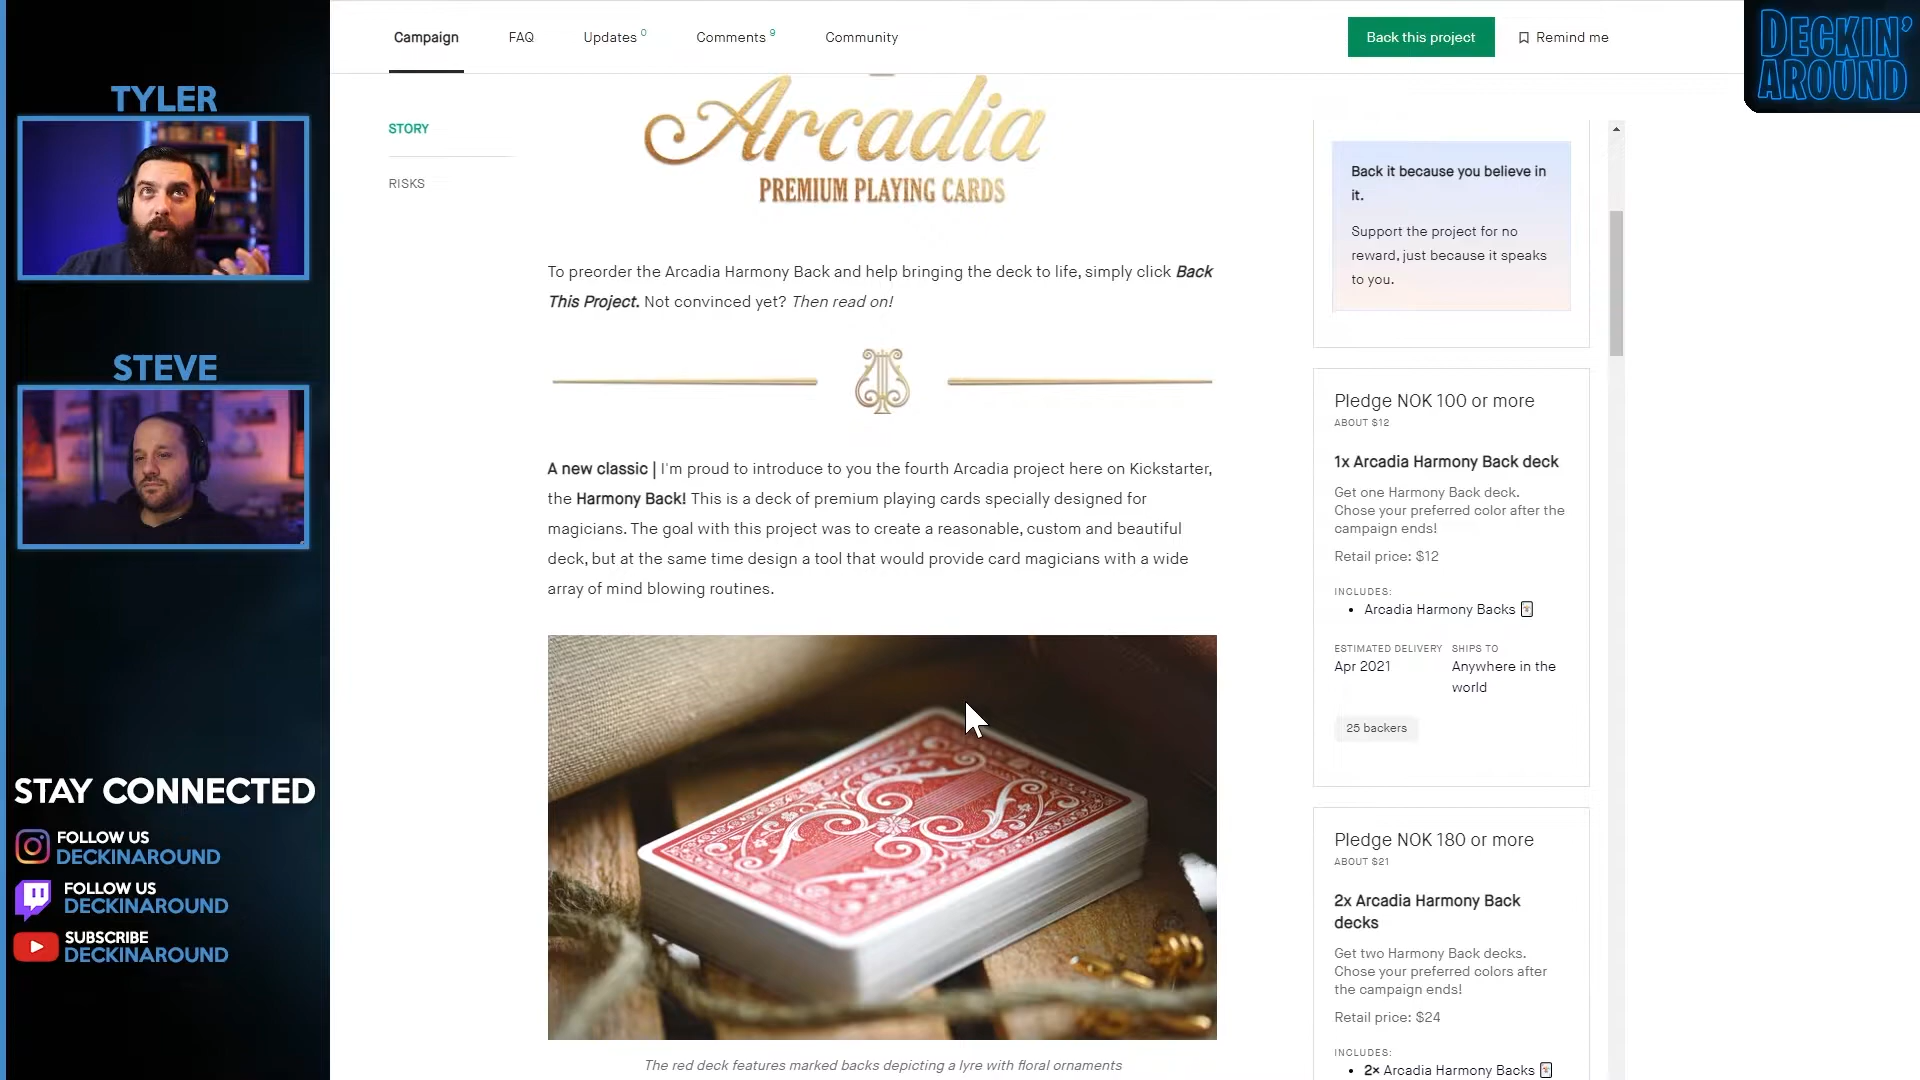 Campaign
FAQ
Updates 0
Comments 9
Community
Back this project
Remind me
DECKIN'
AROUND
TYLER
STEVE
STAY CONNECTED
FOLLOW US
DECKINAROUND
FOLLOW US
DECKINAROUND
SUBSCRIBE
DECKINAROUND
STORY
RISKS
Arcadia
PREMIUM PLAYING CARDS
To preorder the Arcadia Harmony Back and help bringing the deck to life, simply click Back
This Project. Not convinced yet? Then read on!
A new classic | I'm proud to introduce to you the fourth Arcadia project here on Kickstarter,
the Harmony Back! This is a deck of premium playing cards specially designed for
magicians. The goal with this project was to create a reasonable, custom and beautiful
deck, but at the same time design a tool that would provide card magicians with a wide
array of mind blowing routines.
The red deck features marked backs depicting a lyre with floral ornaments
Back it because you believe in
it.
Support the project for no
reward, just because it speaks
to you.
Pledge NOK 100 or more
ABOUT $12
1x Arcadia Harmony Back deck
Get one Harmony Back deck.
Chose your preferred color after the
campaign ends!
Retail price: $12
INCLUDES:
• Arcadia Harmony Backs 🃏
ESTIMATED DELIVERY
Apr 2021
SHIPS TO
Anywhere in the
world
25 backers
Pledge NOK 180 or more
ABOUT $21
2x Arcadia Harmony Back
decks
Get two Harmony Back decks.
Chose your preferred colors after
the campaign ends!
Retail price: $24
INCLUDES:
• 2× Arcadia Harmony Backs 🃏